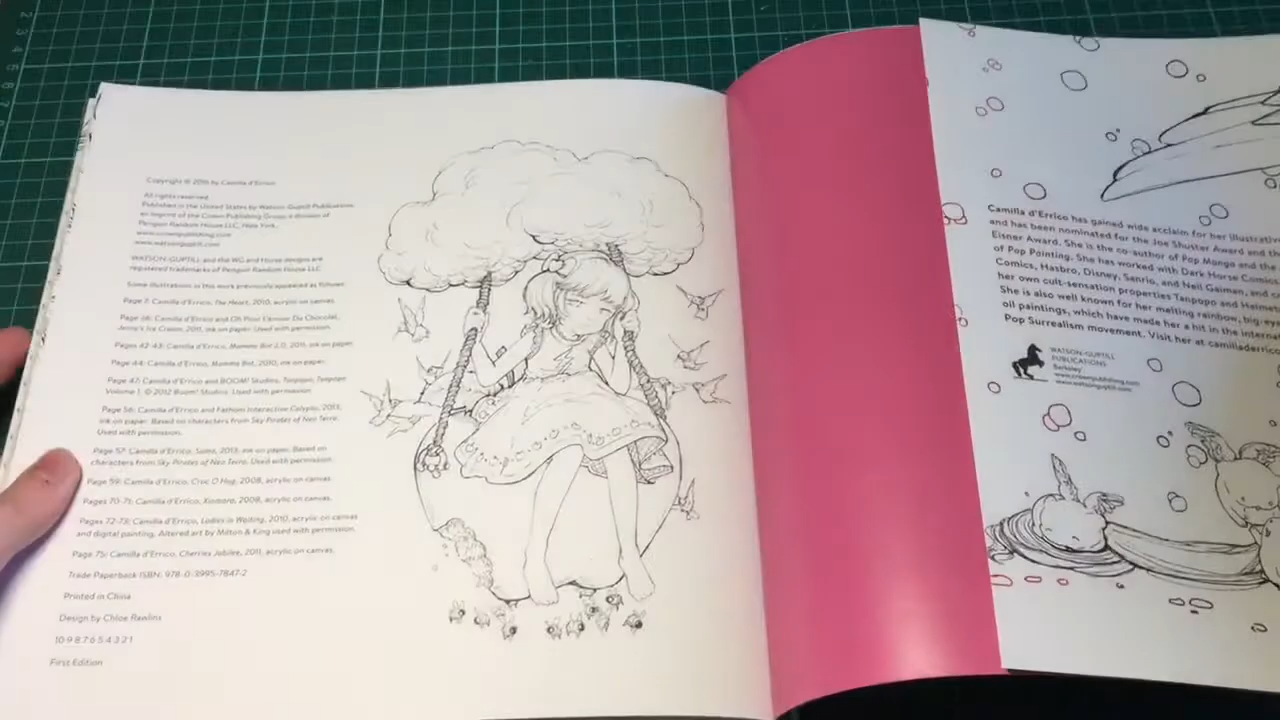 Copyright © 2016 by Camilla d'Errico
All rights reserved.
Published in the United States by Watson-Guptill Publications,
an imprint of the Crown Publishing Group, a division of
Penguin Random House LLC, New York.
www.crownpublishing.com
www.watsonguptill.com
WATSON-GUPTILL and the WG and Horse designs are
registered trademarks of Penguin Random House LLC
Some illustrations in this work previously appeared as follows:
Page 7: Camilla d'Errico, The Heart, 2010, acrylic on canvas.
Camilla d'Errico and Oh Pour L'amour Du Chocolat,
Jenny's Ice Cream, 2011, ink on paper. Used with permission.
Pages 42-43: Camilla d'Errico, Mamma Bot 2.0, 2011, ink on paper.
Page 44: Camilla d'Errico, Mamma Bot, 2010, ink on paper.
Page 47: Camilla d'Errico and BOOM! Studios, Tanpopo, Tanpopo
Volume 1. © 2012 Boom! Studios. Used with permission.
Page 56: Camilla d'Errico and Fathom Interactive Calypso, 2013,
ink on paper. Based on characters from Sky Pirates of Neo Terra.
Used with permission.
Page 57: Camilla d'Errico, 2013, ink on paper. Based on
characters from Sky Pirates of Neo Terra. Used with permission.
Page 59: Camilla d'Errico, Croc O Hug, 2008, acrylic on canvas.
Pages 70-71: Camilla d'Errico, 2008, acrylic on canvas.
Pages 72-73: Camilla d'Errico, Ladies in Waiting, 2010, acrylic on canvas
and digital painting. Altered art by Milton & King used with permission.
Page 75: Camilla d'Errico, Cherries Jubilee, 2011, acrylic on canvas.
Trade Paperback ISBN: 978-0-3995-7847-2
Printed in China
Design by Chloe Rawlins
10 9 8 7 6 5 4 3 2 1
First Edition
Camilla d'Errico has gained wide acclaim for her illustrative
and has been nominated for the Joe Shuster Award and the
Eisner Award. She is the co-author of Pop Manga and the
of Pop Painting. She has worked with Dark Horse Comics,
Comics, Hasbro, Disney, Sanrio, and Neil Gaiman, and
her own cult-sensation properties Tanpopo and Helmet
She is also well known for her melting rainbow, big-eye
oil paintings, which have made her a hit in the internat
Pop Surrealism movement. Visit her at camilladerrico
WATSON-GUPTILL
PUBLICATIONS
Berkeley
www.crownpublishing.com
www.watsonguptill.com